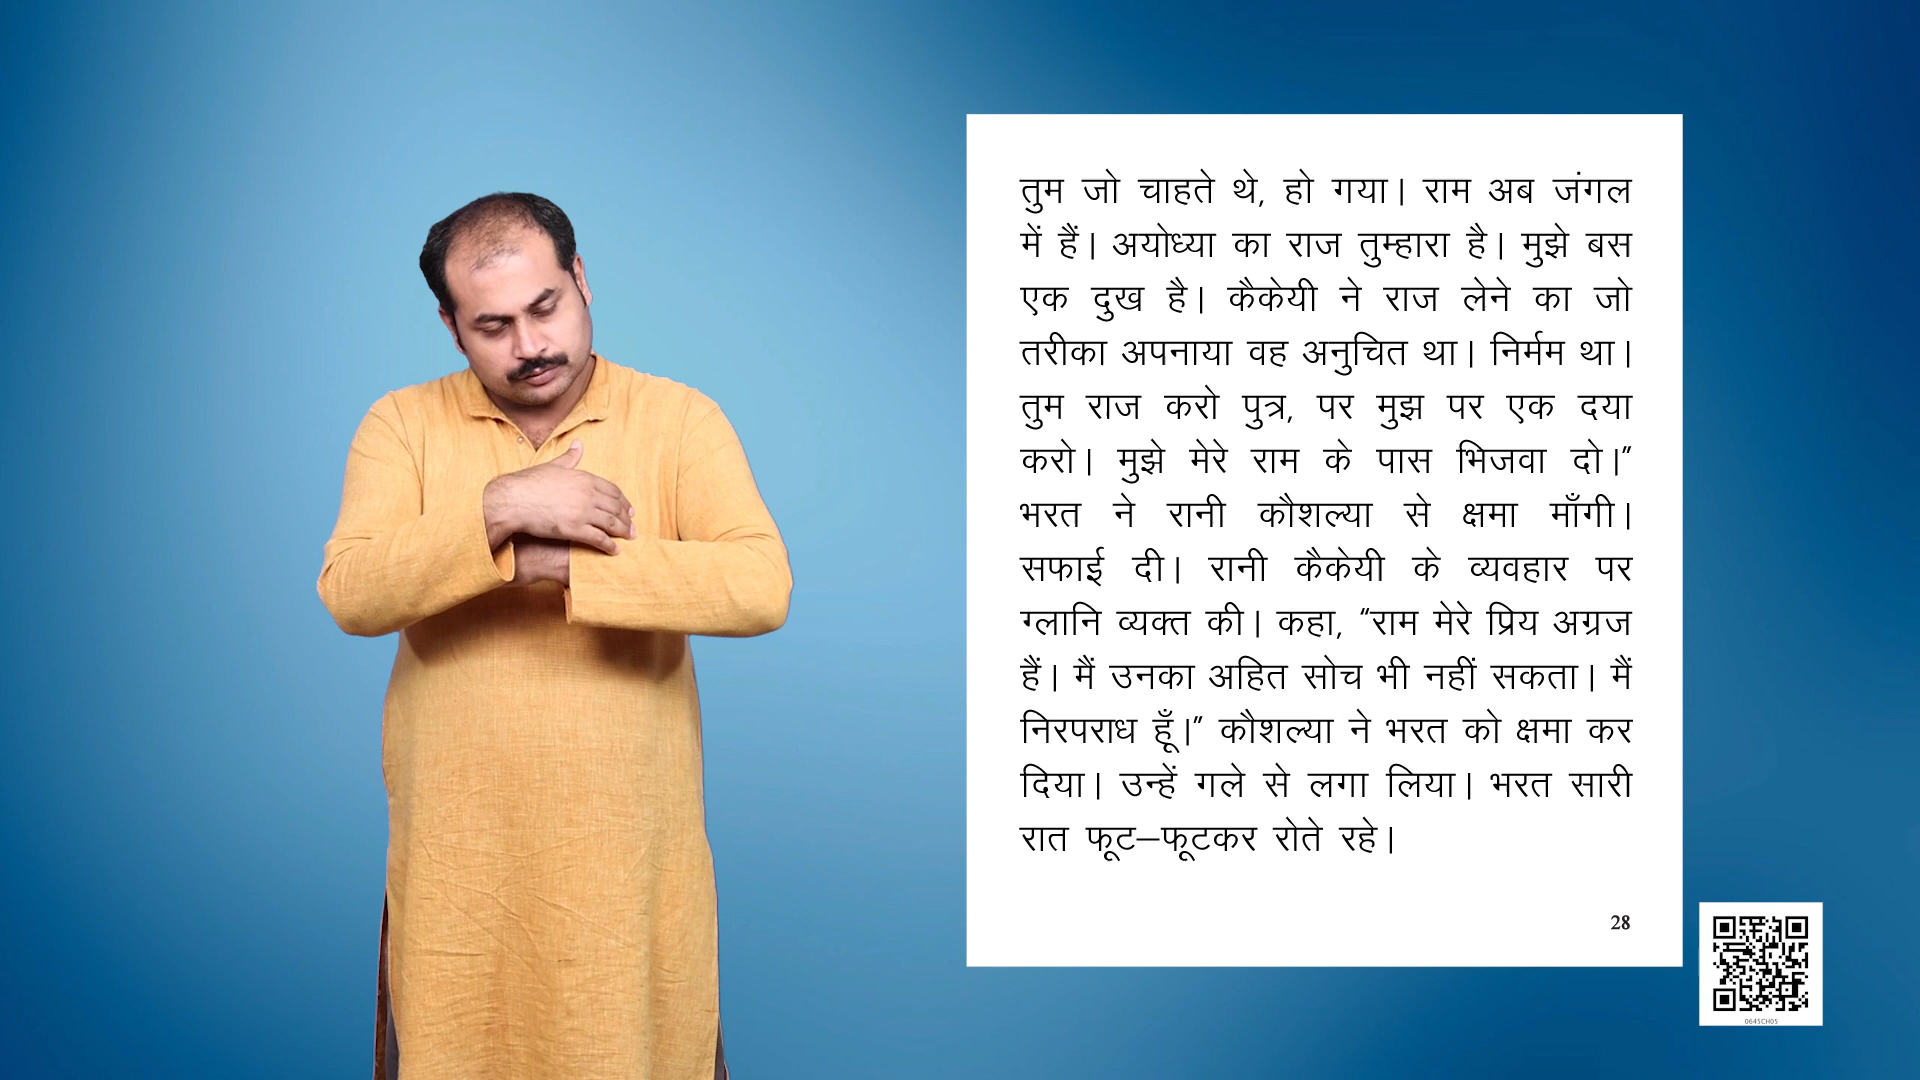 तुम जो चाहते थे, हो गया। राम अब जंगल
में हैं। अयोध्या का राज तुम्हारा है। मुझे बस
एक दुख है। कैकेयी ने राज लेने का जो
तरीका अपनाया वह अनुचित था। निर्मम था।
तुम राज करो पुत्र, पर मुझ पर एक दया
करो। मुझे मेरे राम के पास भिजवा दो।”
भरत ने रानी कौशल्या से क्षमा माँगी।
सफाई दी। रानी कैकेयी के व्यवहार पर
ग्लानि व्यक्त की। कहा, “राम मेरे प्रिय अग्रज
हैं। मैं उनका अहित सोच भी नहीं सकता। मैं
निरपराध हूँ।” कौशल्या ने भरत को क्षमा कर
दिया। उन्हें गले से लगा लिया। भरत सारी
रात फूट–फूटकर रोते रहे।
28
0645CH05